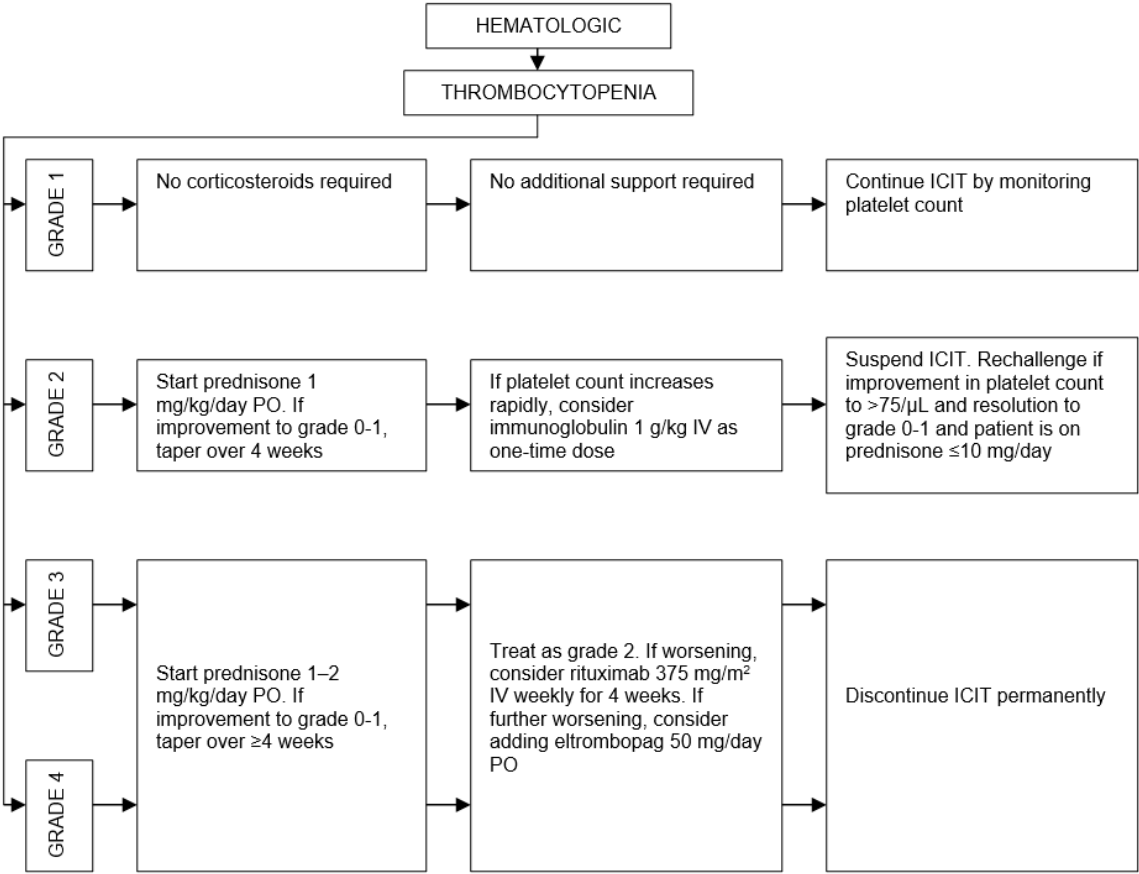 HEMATOLOGIC
THROMBOCYTOPENIA
GRADE 1
No corticosteroids required
No additional support required
Continue ICIT by monitoring
platelet count
GRADE 2
Start prednisone 1
mg/kg/day PO. If
improvement to grade 0-1,
taper over 4 weeks
If platelet count increases
rapidly, consider
immunoglobulin 1 g/kg IV as
one-time dose
Suspend ICIT. Rechallenge if
improvement in platelet count
to >75/µL and resolution to
grade 0-1 and patient is on
prednisone ≤10 mg/day
GRADE 3
GRADE 4
Start prednisone 1–2
mg/kg/day PO. If
improvement to grade 0-1,
taper over ≥4 weeks
Treat as grade 2. If worsening,
consider rituximab 375 mg/m²
IV weekly for 4 weeks. If
further worsening, consider
adding eltrombopag 50 mg/day
PO
Discontinue ICIT permanently